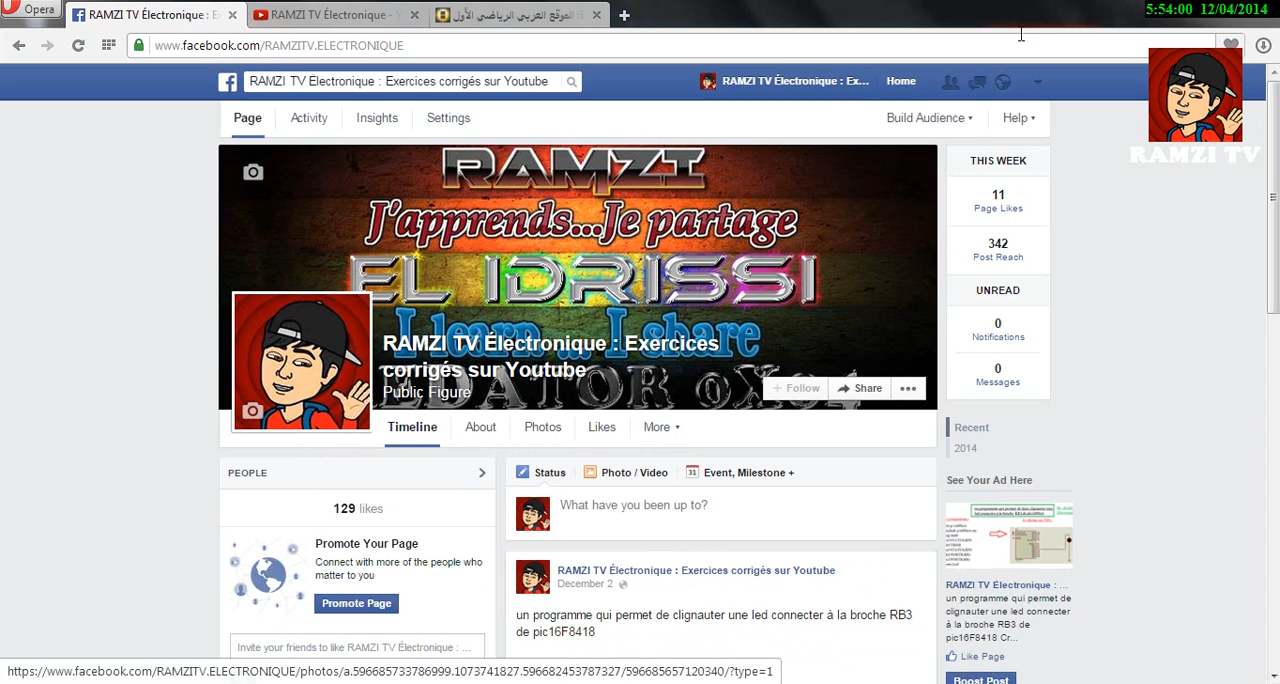 Opera
RAMZI TV Électronique : E
RAMZI TV Électronique - Y
الموقع العربي الرياضي الأول
5:54:00 12/04/2014
www.facebook.com/RAMZITV.ELECTRONIQUE
RAMZI TV Électronique : Exercices corrigés sur Youtube
RAMZI TV Électronique : Ex...
Home
RAMZI TV
Page
Activity
Insights
Settings
Build Audience
Help
RAMZI
J'apprends...Je partage
EL IDRISSI
I learn ... I share
EDATOR 0X04
RAMZI TV Électronique : Exercices
corrigés sur Youtube
Public Figure
+ Follow
Share
•••
THIS WEEK
11
Page Likes
342
Post Reach
UNREAD
0
Notifications
0
Messages
Timeline
About
Photos
Likes
More
Recent
2014
PEOPLE
129 likes
Promote Your Page
Connect with more of the people who
matter to you
Promote Page
Invite your friends to like RAMZI TV Électronique : ...
Status
Photo / Video
31
Event, Milestone +
What have you been up to?
RAMZI TV Électronique : Exercices corrigés sur Youtube
December 2
un programme qui permet de clignauter une led connecter à la broche RB3
de pic16F8418
See Your Ad Here
RAMZI TV Électronique : ...
un programme qui permet de
clignauter une led connecter
à la broche RB3 de
pic16F8418 Cr...
Like Page
Boost Post
https://www.facebook.com/RAMZITV.ELECTRONIQUE/photos/a.596685733786999.1073741827.596682453787327/596685657120340/?type=1